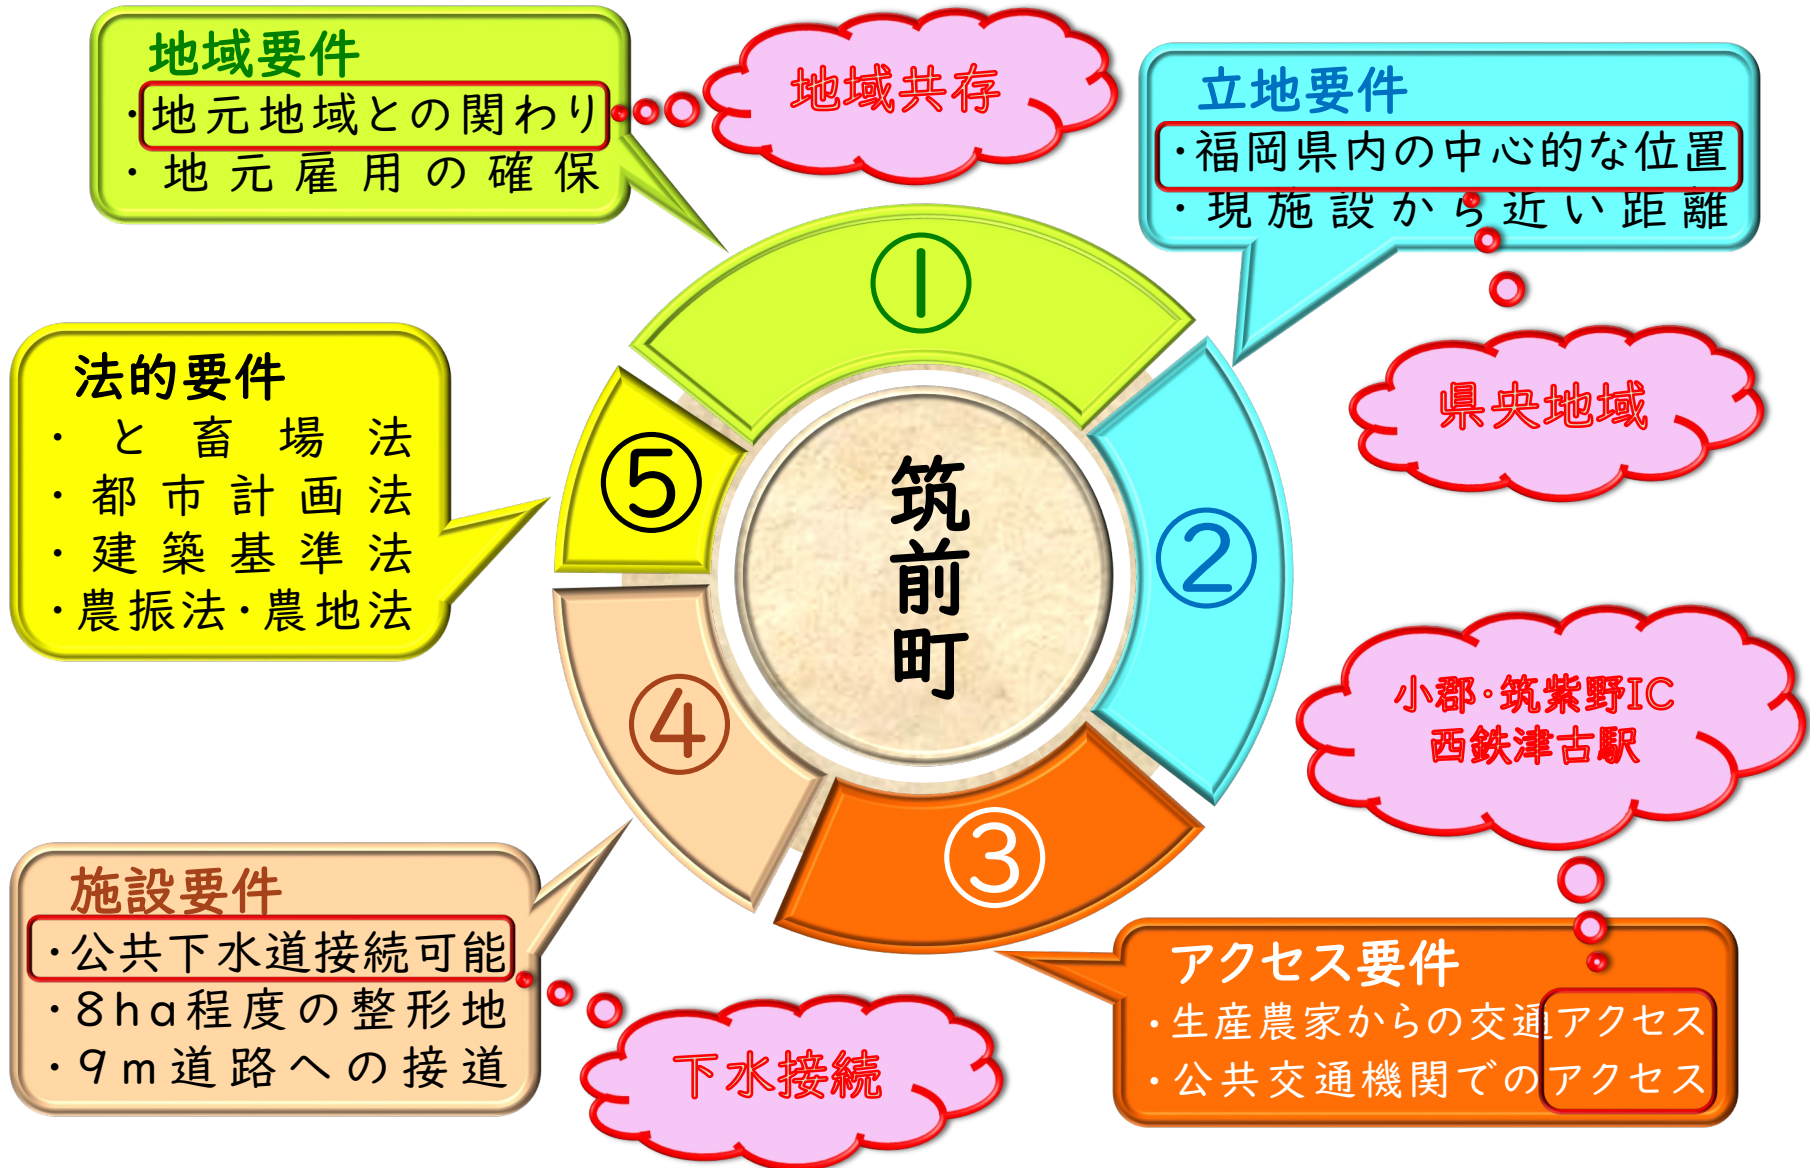 地域要件
・地元地域との関わり
・地元雇用の確保
地域共存
立地要件
・福岡県内の中心的な位置
・現施設から近い距離
県央地域
①
②
③
④
⑤
筑前町
法的要件
・と畜場法
・都市計画法
・建築基準法
・農振法・農地法
小郡・筑紫野IC
西鉄津古駅
施設要件
・公共下水道接続可能
・8ha程度の整形地
・9m道路への接道
下水接続
アクセス要件
・生産農家からの交通アクセス
・公共交通機関でのアクセス